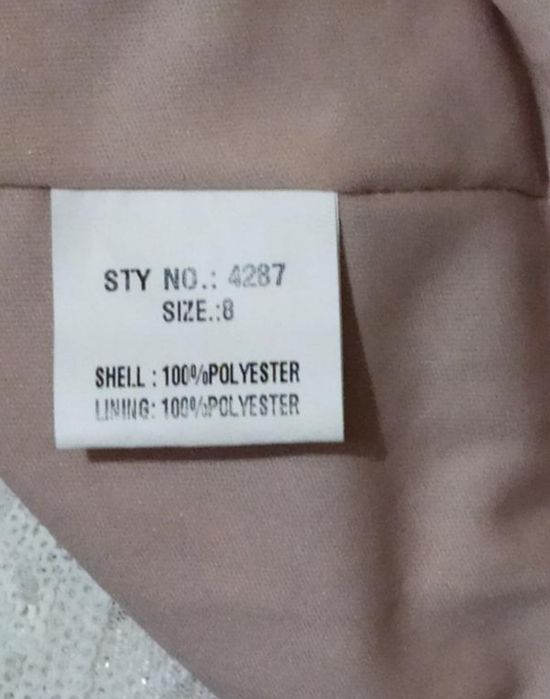 STY NO.: 4287
SIZE.:8
SHELL : 100%POLYESTER
LINING: 100%POLYESTER